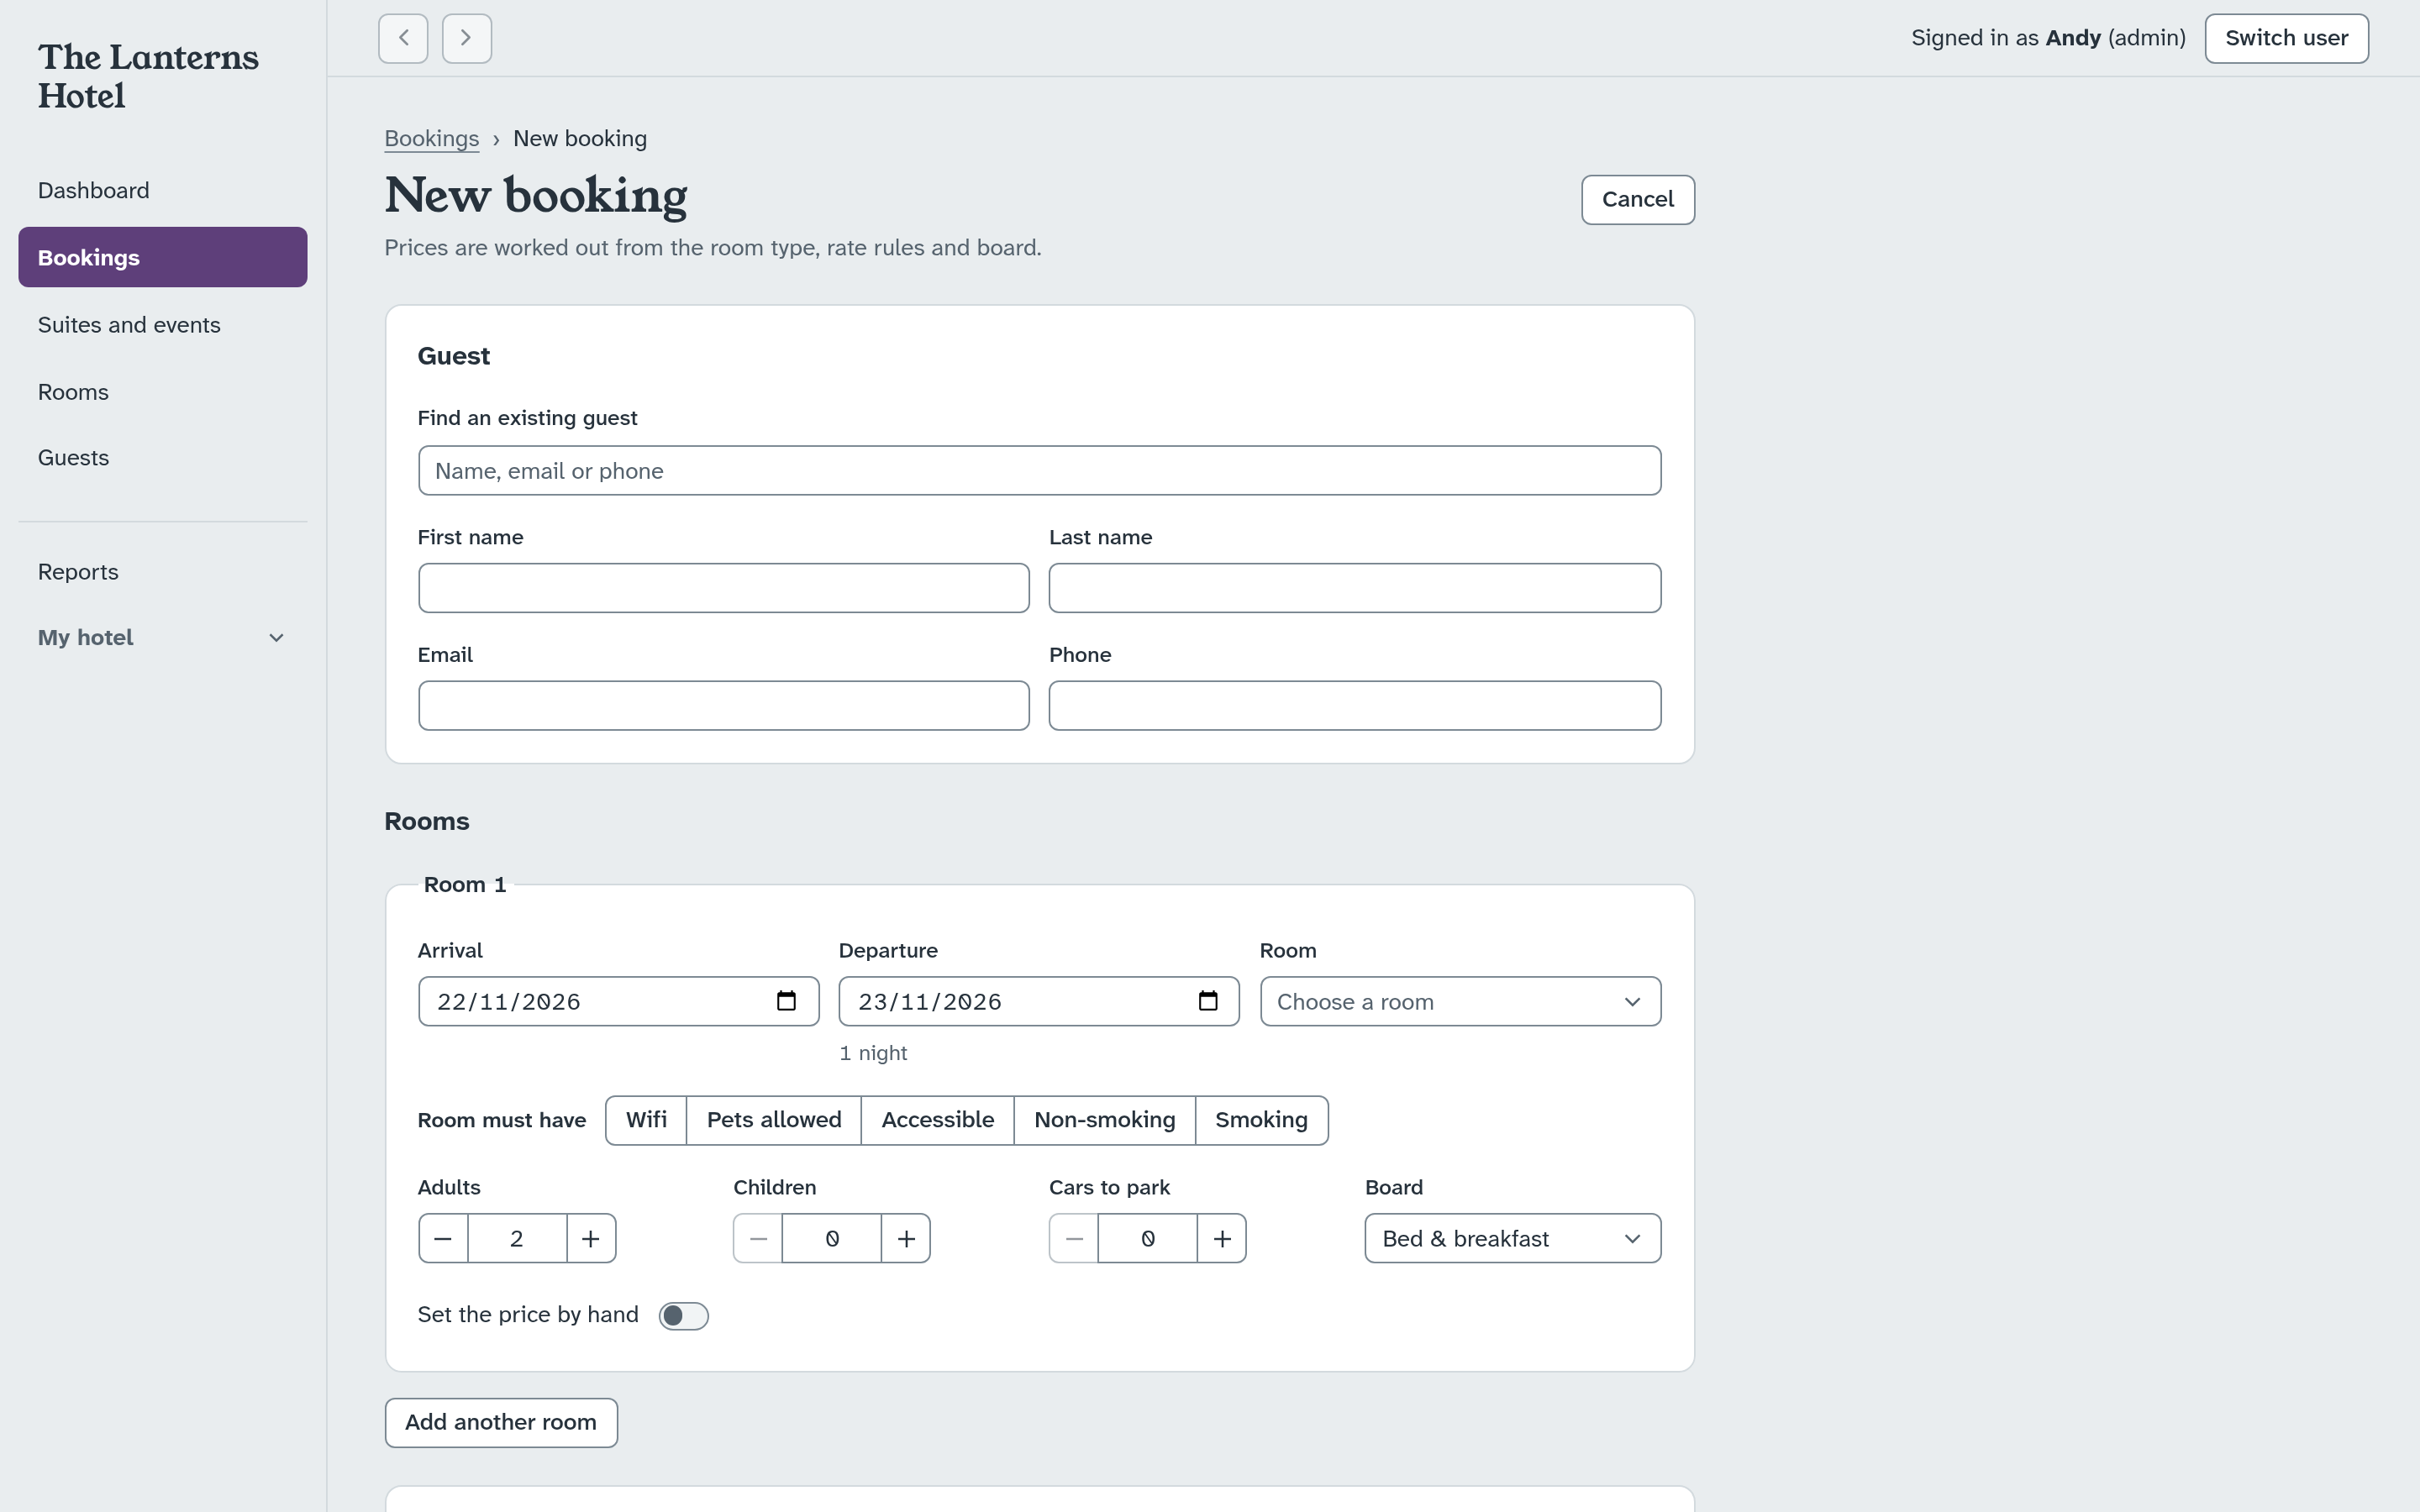 The Lanterns
Hotel
Signed in as Andy (admin)
Switch user
Dashboard
Bookings
Suites and events
Rooms
Guests
Reports
My hotel
Bookings › New booking
New booking
Cancel
Prices are worked out from the room type, rate rules and board.
Guest
Find an existing guest
Name, email or phone
First name
Last name
Email
Phone
Rooms
Room 1
Arrival
Departure
Room
22/11/2026
23/11/2026
Choose a room
1 night
Room must have
Wifi
Pets allowed
Accessible
Non-smoking
Smoking
Adults
Children
Cars to park
Board
2
0
0
Bed & breakfast
Set the price by hand
Add another room